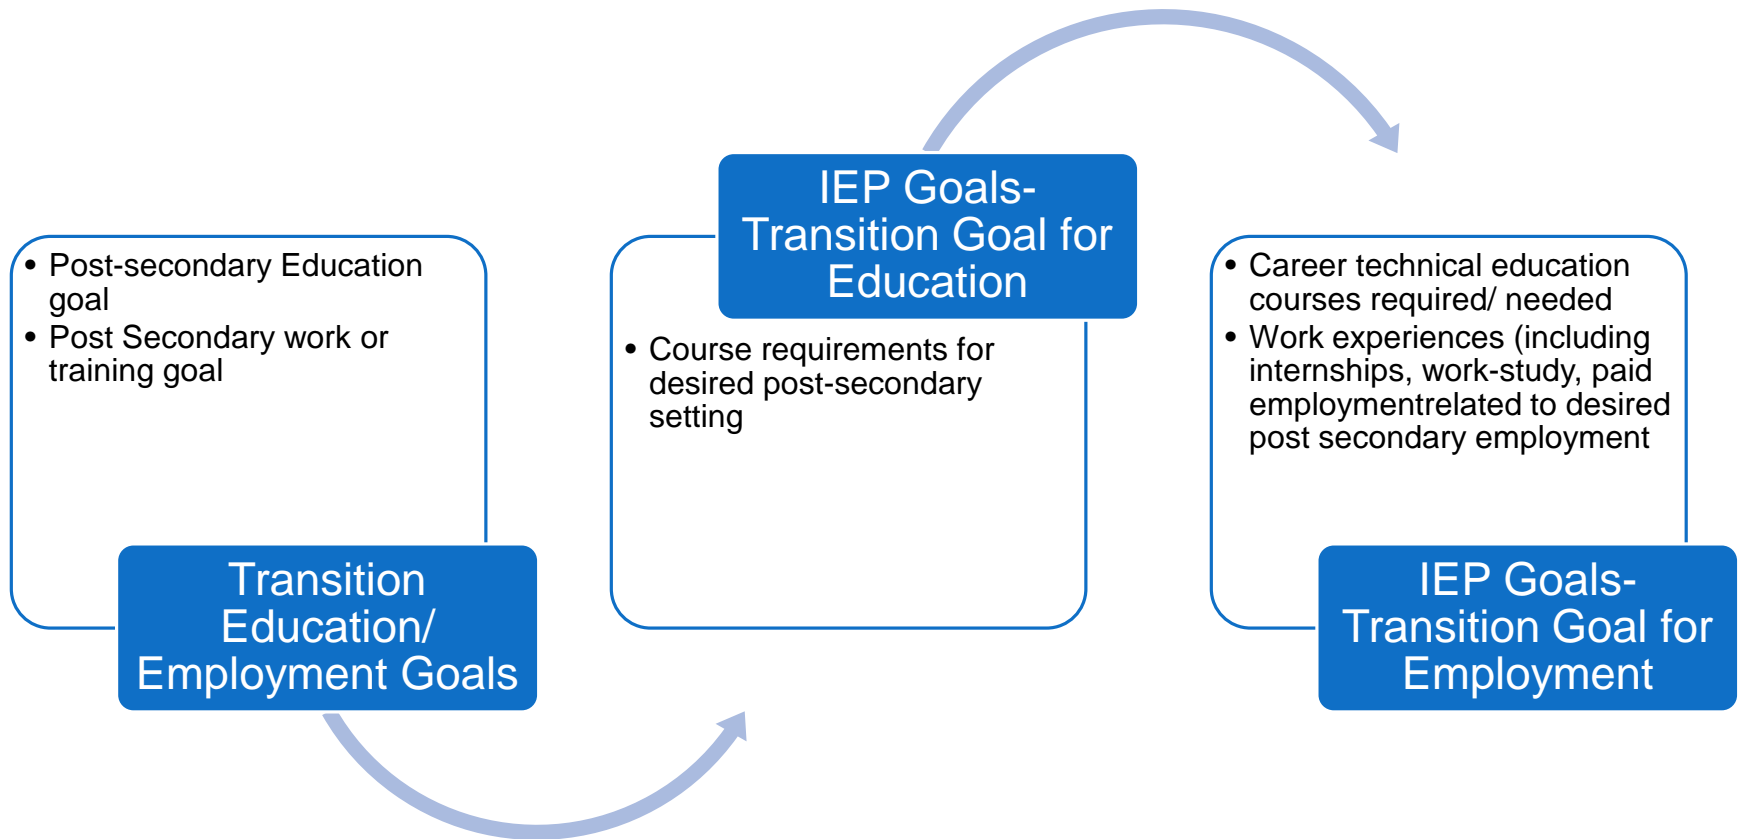 • Post-secondary Education
goal
• Post Secondary work or
training goal
Transition
Education/
Employment Goals
IEP Goals-
Transition Goal for
Education
• Course requirements for
desired post-secondary
setting
• Career technical education
courses required/ needed
• Work experiences (including
internships, work-study, paid
employmentrelated to desired
post secondary employment
IEP Goals-
Transition Goal for
Employment